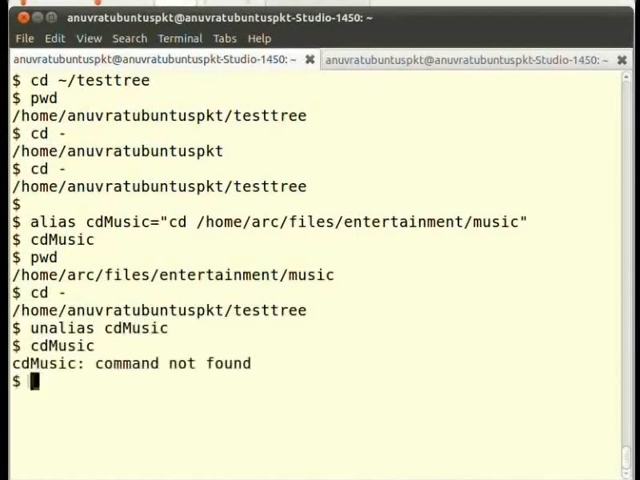 anuvratubuntuspkt@anuvratubuntuspkt-Studio-1450: ~
File Edit View Search Terminal Tabs Help
anuvratubuntuspkt@anuvratubuntuspkt-Studio-1450: ~ anuvratubuntuspkt@anuvratubuntuspkt-Studio-1450: ~
$ cd ~/testtree
$ pwd
/home/anuvratubuntuspkt/testtree
$ cd -
/home/anuvratubuntuspkt
$ cd -
/home/anuvratubuntuspkt/testtree
$
$ alias cdMusic="cd /home/arc/files/entertainment/music"
$ cdMusic
$ pwd
/home/arc/files/entertainment/music
$ cd -
/home/anuvratubuntuspkt/testtree
$ unalias cdMusic
$ cdMusic
cdMusic: command not found
$